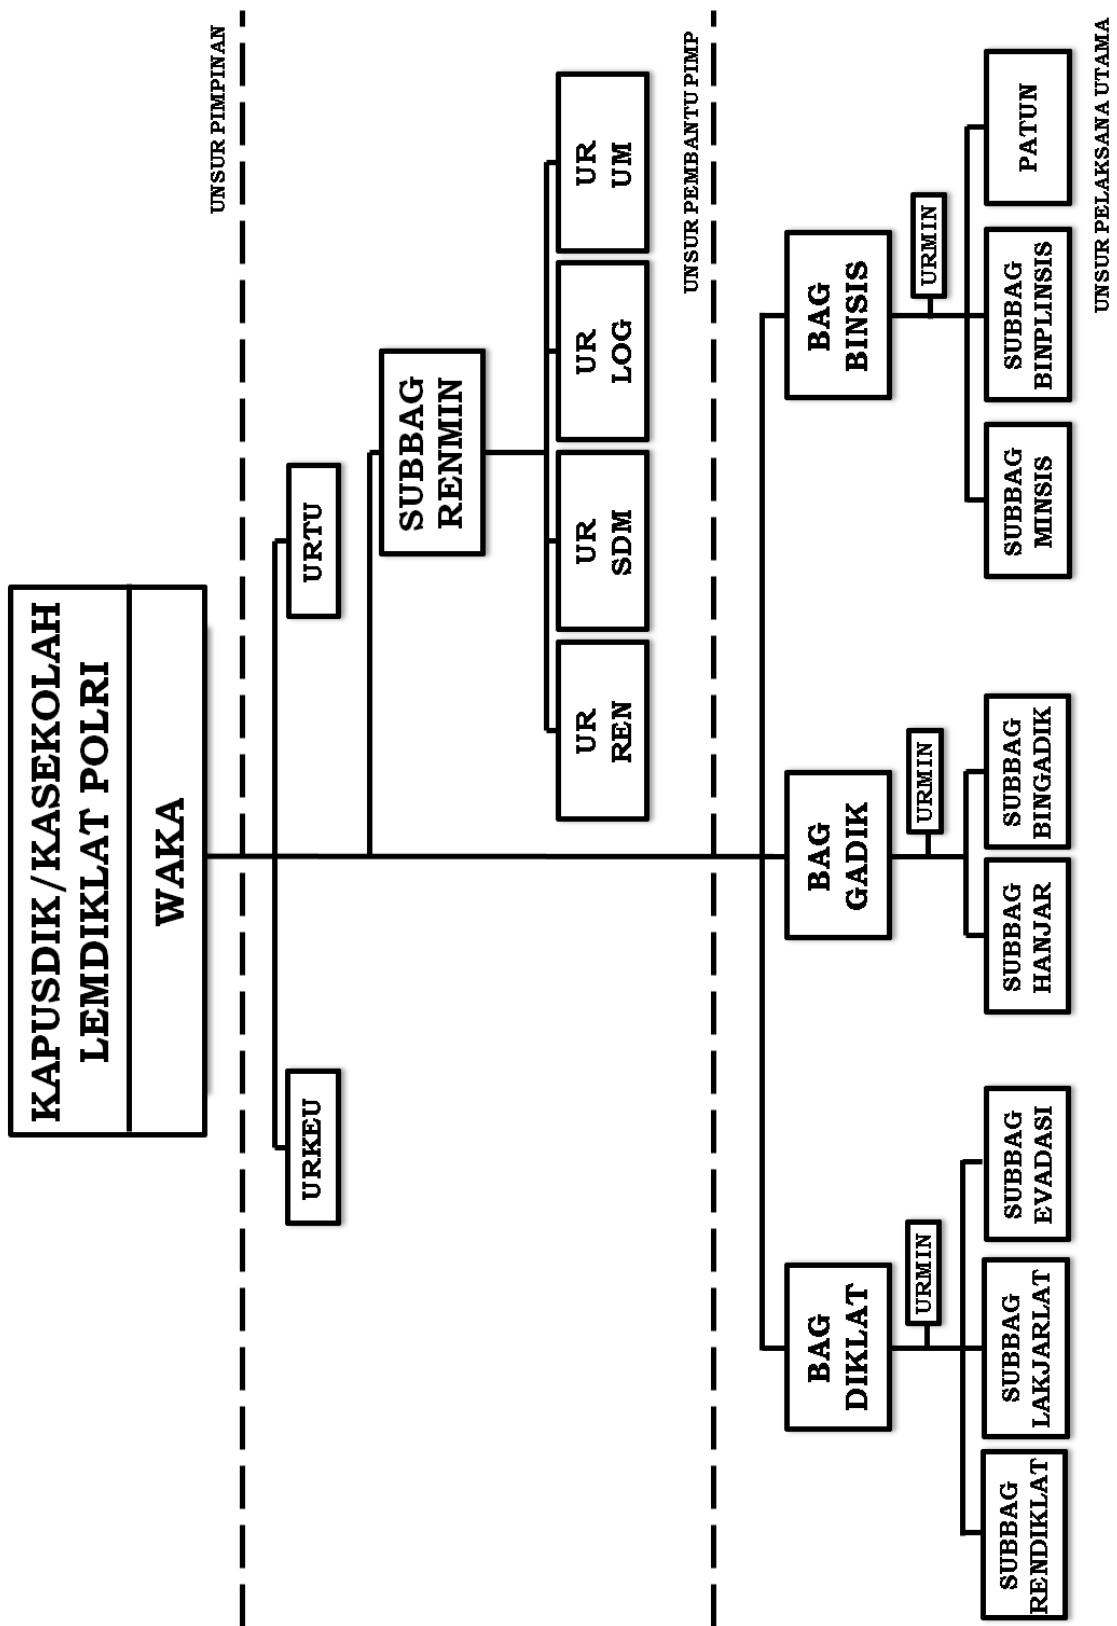 KAPUSDIK/KASEKOLAH
LEMDIKLAT POLRI
WAKA
UNSUR PIMPINAN
URKEU
URTU
SUBBAG
RENMIN
UR
REN
UR
SDM
UR
LOG
UR
UM
UNSUR PEMBANTU PIMP
BAG
DIKLAT
BAG
GADIK
BAG
BINSIS
URMIN
URMIN
URMIN
SUBBAG
RENDIKLAT
SUBBAG
LAKJARLAT
SUBBAG
EVADASI
SUBBAG
HANJAR
SUBBAG
BINGADIK
SUBBAG
MINSIS
SUBBAG
BINPLINSIS
PATUN
UNSUR PELAKSANA UTAMA